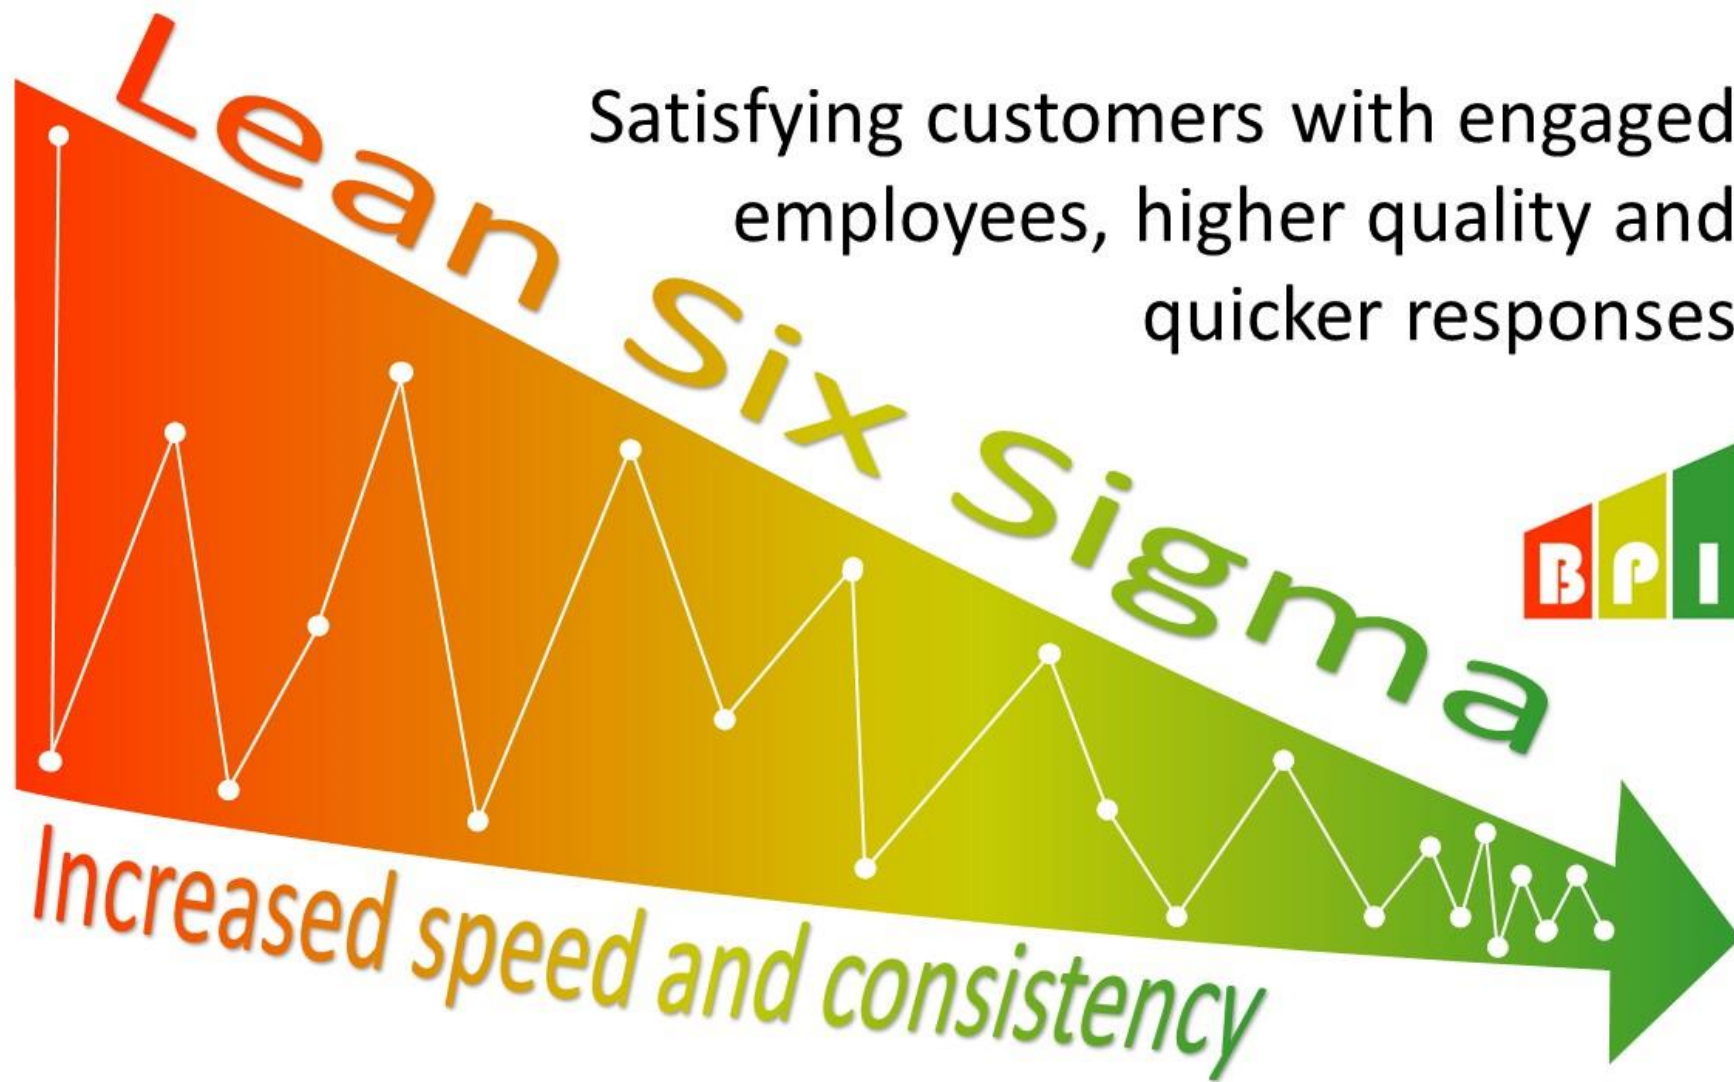 Lean Six Sigma
Satisfying customers with engaged
employees, higher quality and
quicker responses
BPI
Increased speed and consistency